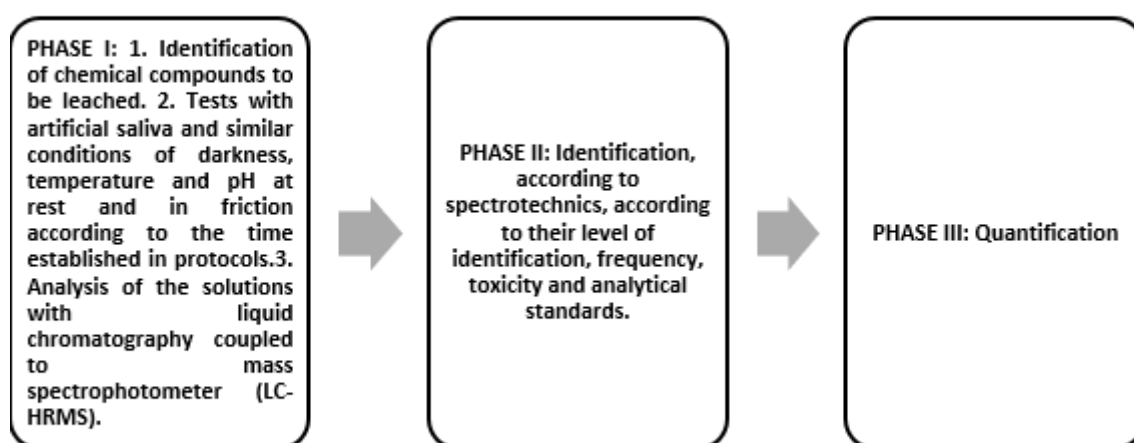 PHASE I: 1. Identification
of chemical compounds to
be leached. 2. Tests with
artificial saliva and similar
conditions of darkness,
temperature and pH at
rest and in friction
according to the time
established in protocols.3.
Analysis of the solutions
with liquid
chromatography coupled
to mass
spectrophotometer (LC-
HRMS).
PHASE II: Identification,
according to
spectrotechnics, according
to their level of
identification, frequency,
toxicity and analytical
standards.
PHASE III: Quantification